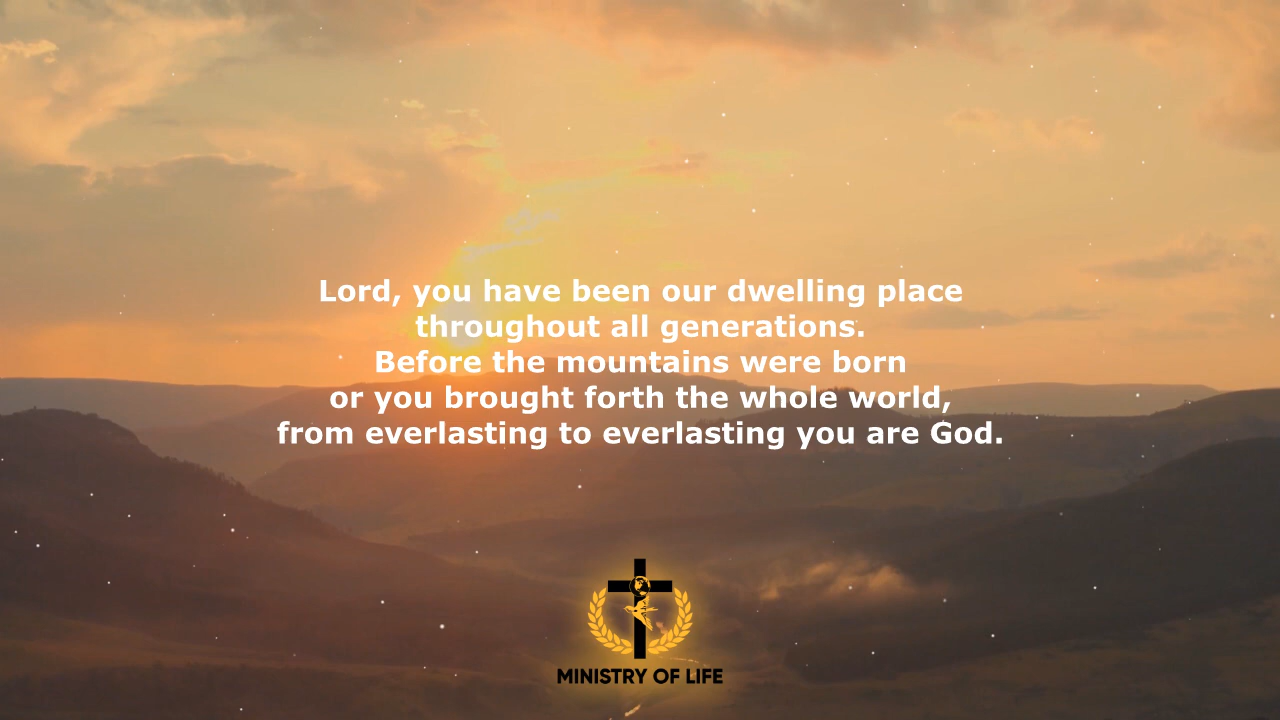 Lord, you have been our dwelling place
throughout all generations.
Before the mountains were born
or you brought forth the whole world,
from everlasting to everlasting you are God.
MINISTRY OF LIFE